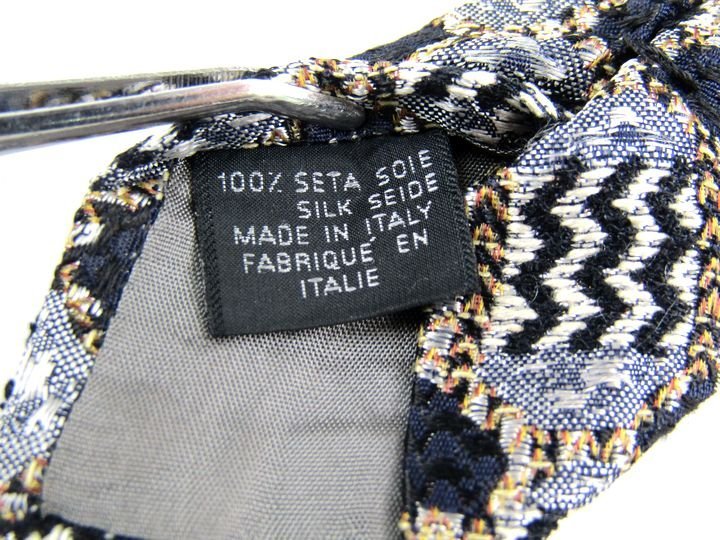 100% SETA SOIE
SILK SEIDE
MADE IN ITALY
FABRIQUE EN
ITALIE